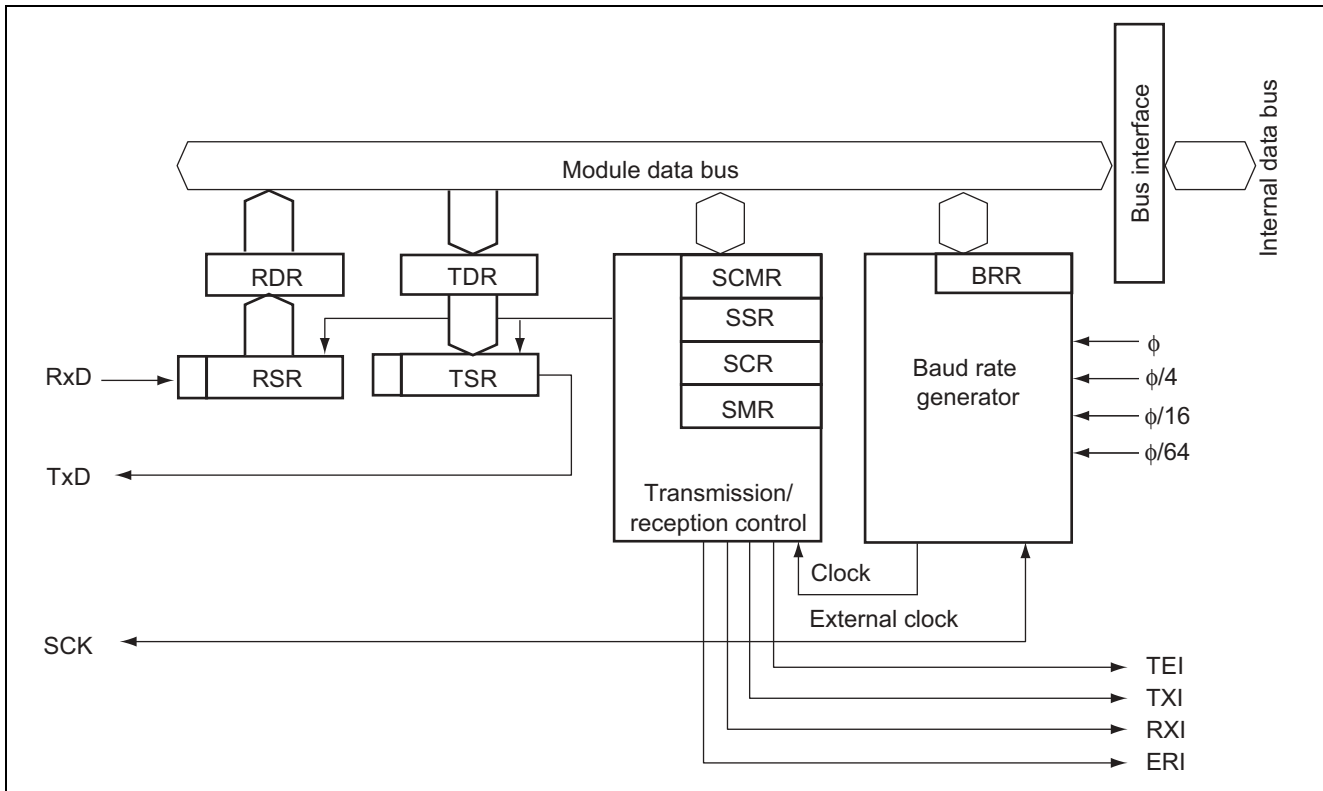 Bus interface
Internal data bus
Module data bus
RDR
TDR
SCMR
BRR
SSR
RxD
RSR
TSR
SCR
SMR
Baud rate
generator
ϕ
ϕ/4
ϕ/16
ϕ/64
TxD
Transmission/
reception control
Clock
External clock
SCK
TEI
TXI
RXI
ERI